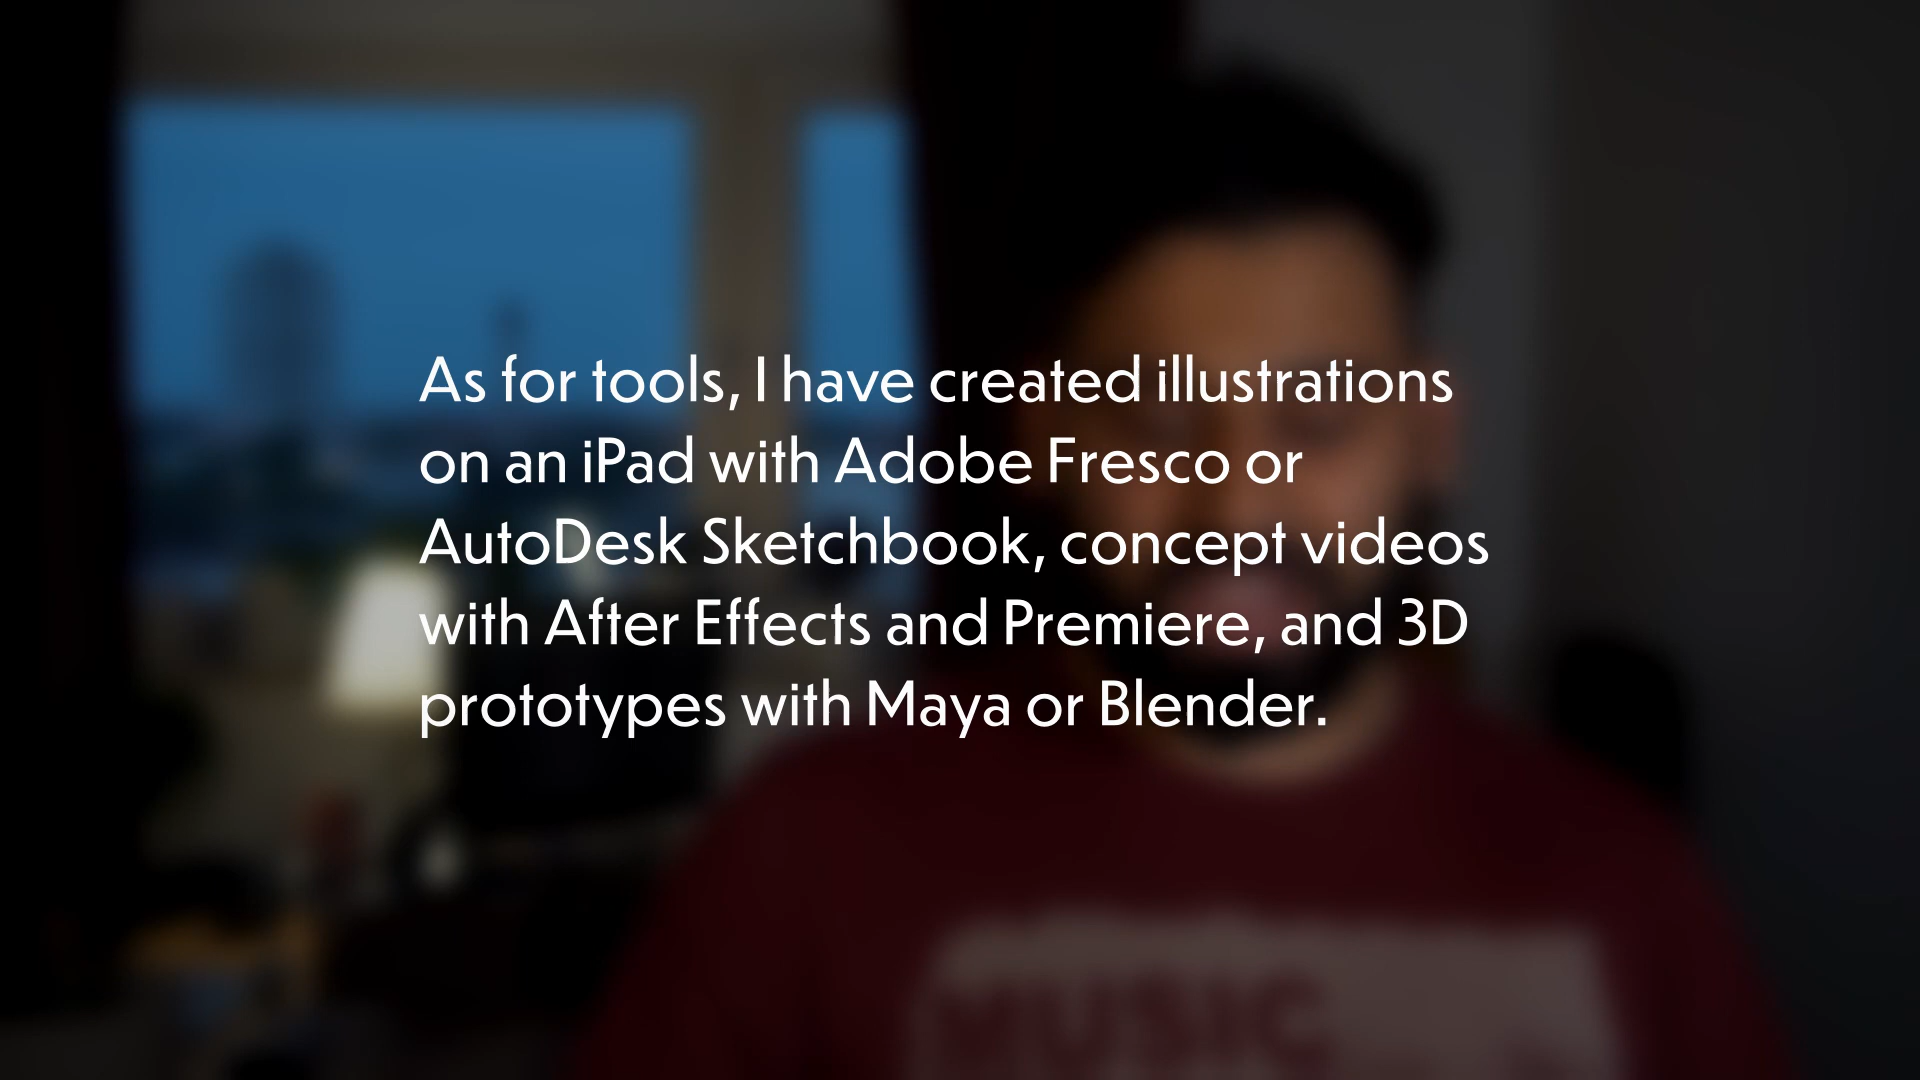 As for tools, I have created illustrations
on an iPad with Adobe Fresco or
AutoDesk Sketchbook, concept videos
with After Effects and Premiere, and 3D
prototypes with Maya or Blender.
MUSIC